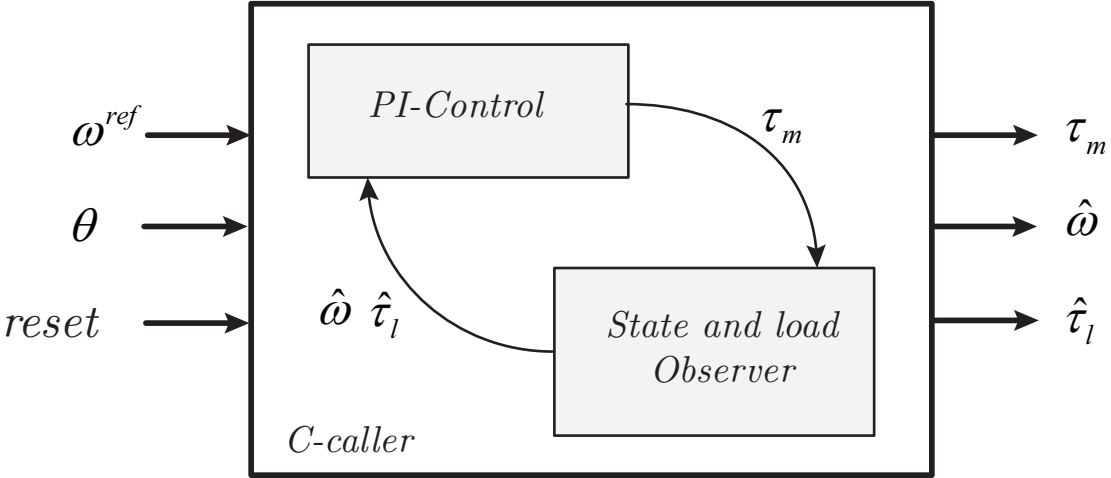 PI-Control
ω^ref
τ_m
τ_m
θ
ω̂
ω̂ τ̂_l
reset
τ̂_l
State and load
Observer
C-caller